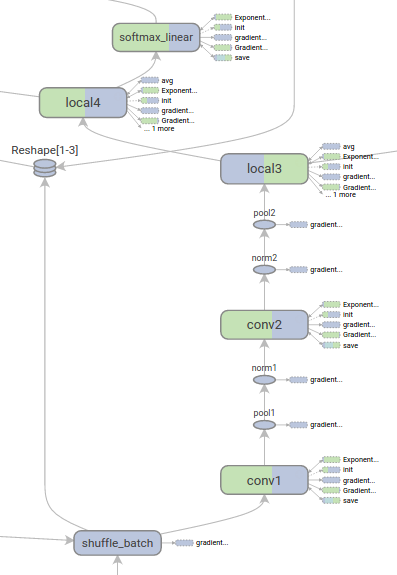 softmax_linear
Exponent...
init
gradient...
Gradient...
save
local4
avg
Exponent...
init
gradient...
Gradient...
... 1 more
Reshape[1-3]
local3
avg
Exponent...
init
gradient...
Gradient...
... 1 more
pool2
gradient...
norm2
gradient...
conv2
Exponent...
init
gradient...
Gradient...
save
norm1
gradient...
pool1
gradient...
conv1
Exponent...
init
gradient...
Gradient...
save
shuffle_batch
gradient...